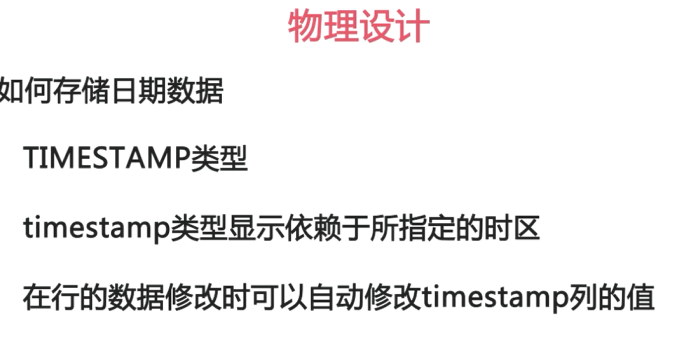 物理设计
如何存储日期数据
TIMESTAMP类型
timestamp类型显示依赖于所指定的时区
在行的数据修改时可以自动修改timestamp列的值